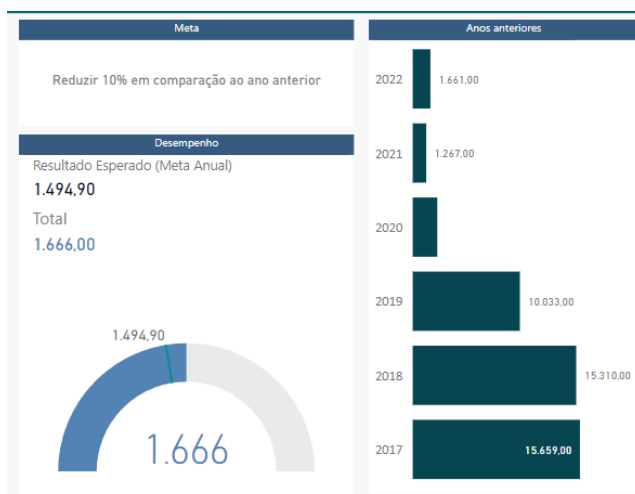 Meta
Reduzir 10% em comparação ao ano anterior
Desempenho
Resultado Esperado (Meta Anual)
1.494,90
Total
1.666,00
1.494,90
1.666
Anos anteriores
2022 1.661,00
2021 1.267,00
2020
2019 10.033,00
2018 15.310,00
2017 15.659,00